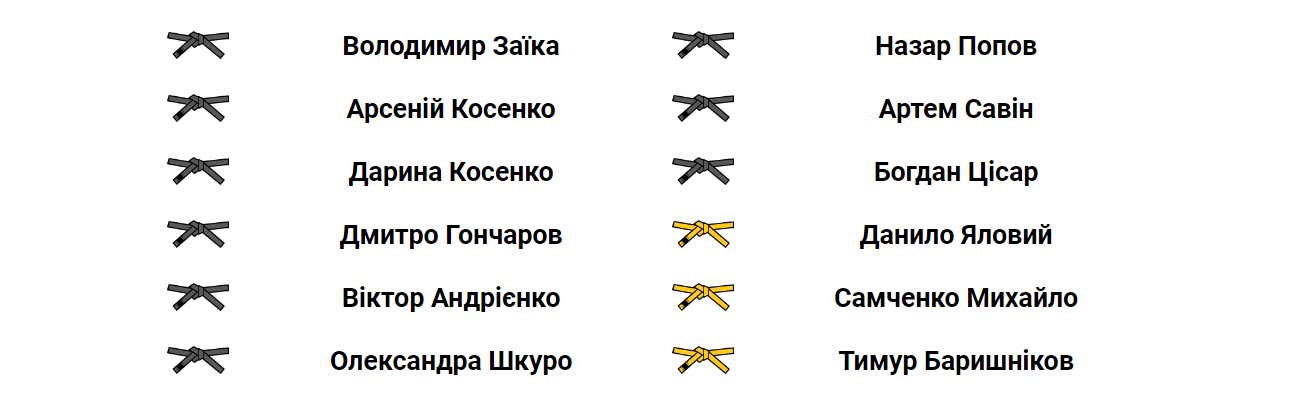 Володимир Заїка
Назар Попов
Арсеній Косенко
Артем Савін
Дарина Косенко
Богдан Цісар
Дмитро Гончаров
Данило Яловий
Віктор Андрієнко
Самченко Михайло
Олександра Шкуро
Тимур Баришніков